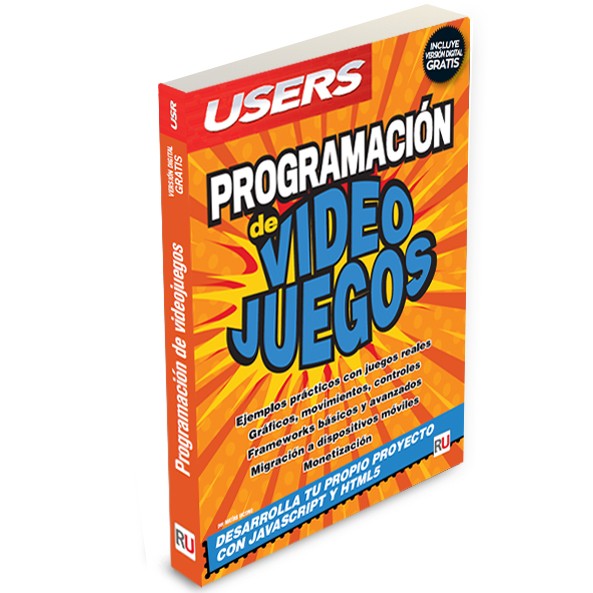 USERS
INCLUYE
VERSIÓN DIGITAL
GRATIS
PROGRAMACIÓN
de VIDEO
JUEGOS
Ejemplos prácticos con juegos reales
Gráficos, movimientos, controles
Frameworks básicos y avanzados
Migración a dispositivos móviles
Monetización
DESARROLLA TU PROPIO PROYECTO
CON JAVASCRIPT Y HTML5
RU
USR
VERSIÓN DIGITAL
GRATIS
Programación de videojuegos
RU